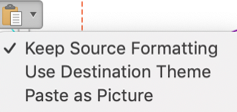 Keep Source Formatting
Use Destination Theme
Paste as Picture